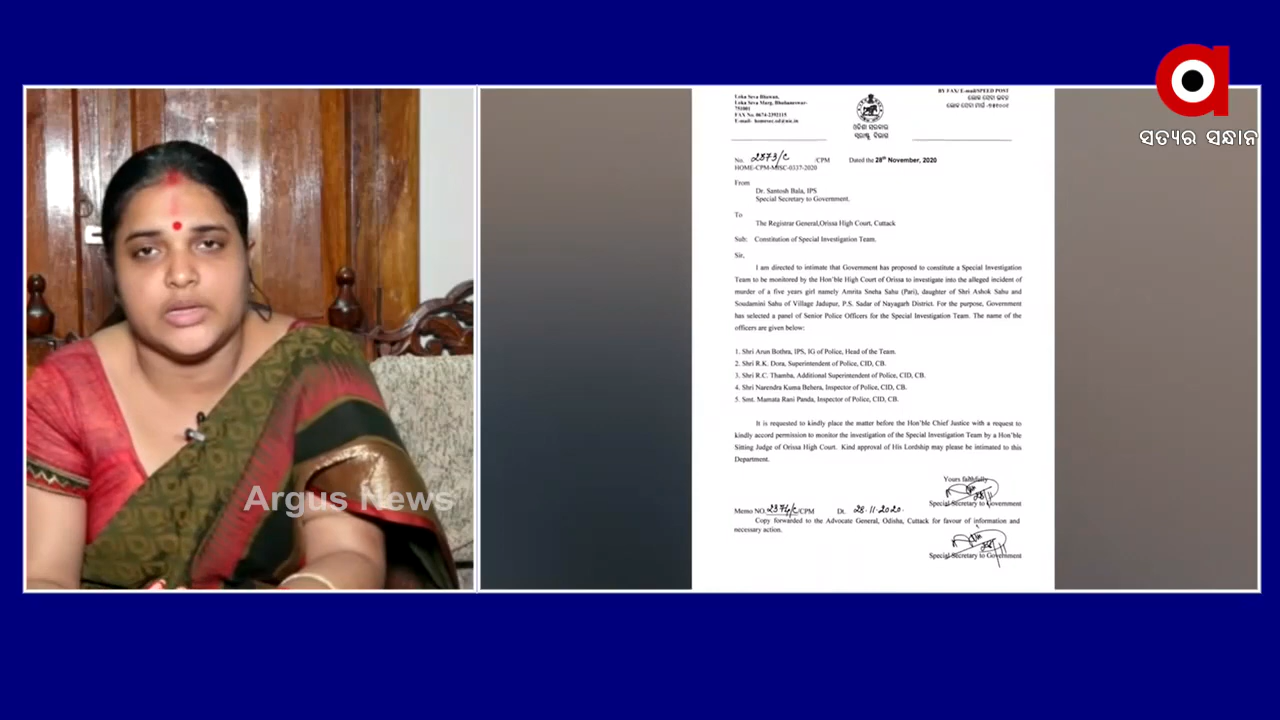 ସତ୍ୟର ସନ୍ଧାନ
Argus News
Loka Seva Bhawan,
Loka Seva Marg, Bhubaneswar-
751001
FAX No. 0674-2392115
E-mail- homesec.od@nic.in
BY FAX/ E-mail/SPEED POST
ଲୋକ ସେବା ଭବନ
ଲୋକ ସେବା ମାର୍ଗ -୭୫୧୦୦୧
ଓଡିଶା ସରକାର
ଗୃହ ବିଭାଗ
No. 2373/C /CPM Dated the 28th November, 2020
HOME-CPM-MISC-0337-2020
From
Dr. Santosh Bala, IPS
Special Secretary to Government.
To
The Registrar General,Orissa High Court, Cuttack
Sub: Constitution of Special Investigation Team.
Sir,
I am directed to intimate that Government has proposed to constitute a Special Investigation
Team to be monitored by the Hon'ble High Court of Orissa to investigate into the alleged incident of
murder of a five years girl namely Amrita Sneha Sahu (Pari), daughter of Shri Ashok Sahu and
Soudamini Sahu of Village Jadupur, P.S. Sadar of Nayagarh District. For the purpose, Government
has selected a panel of Senior Police Officers for the Special Investigation Team. The name of the
officers are given below:
1. Shri Arun Bothra, IPS, IG of Police, Head of the Team.
2. Shri R.K. Dora, Superintendent of Police, CID, CB.
3. Shri R.C. Thamba, Additional Superintendent of Police, CID, CB.
4. Shri Narendra Kuma Behera, Inspector of Police, CID, CB.
5. Smt. Mamata Rani Panda, Inspector of Police, CID, CB.
It is requested to kindly place the matter before the Hon'ble Chief Justice with a request to
kindly accord permission to monitor the investigation of the Special Investigation Team by a Hon'ble
Sitting Judge of Orissa High Court. Kind approval of His Lordship may please be intimated to this
Department.
Yours faithfully
Special Secretary to Government
Memo NO. 2374/C/CPM Dt. 28.11.2020.
Copy forwarded to the Advocate General, Odisha, Cuttack for favour of information and
necessary action.
Special Secretary to Government